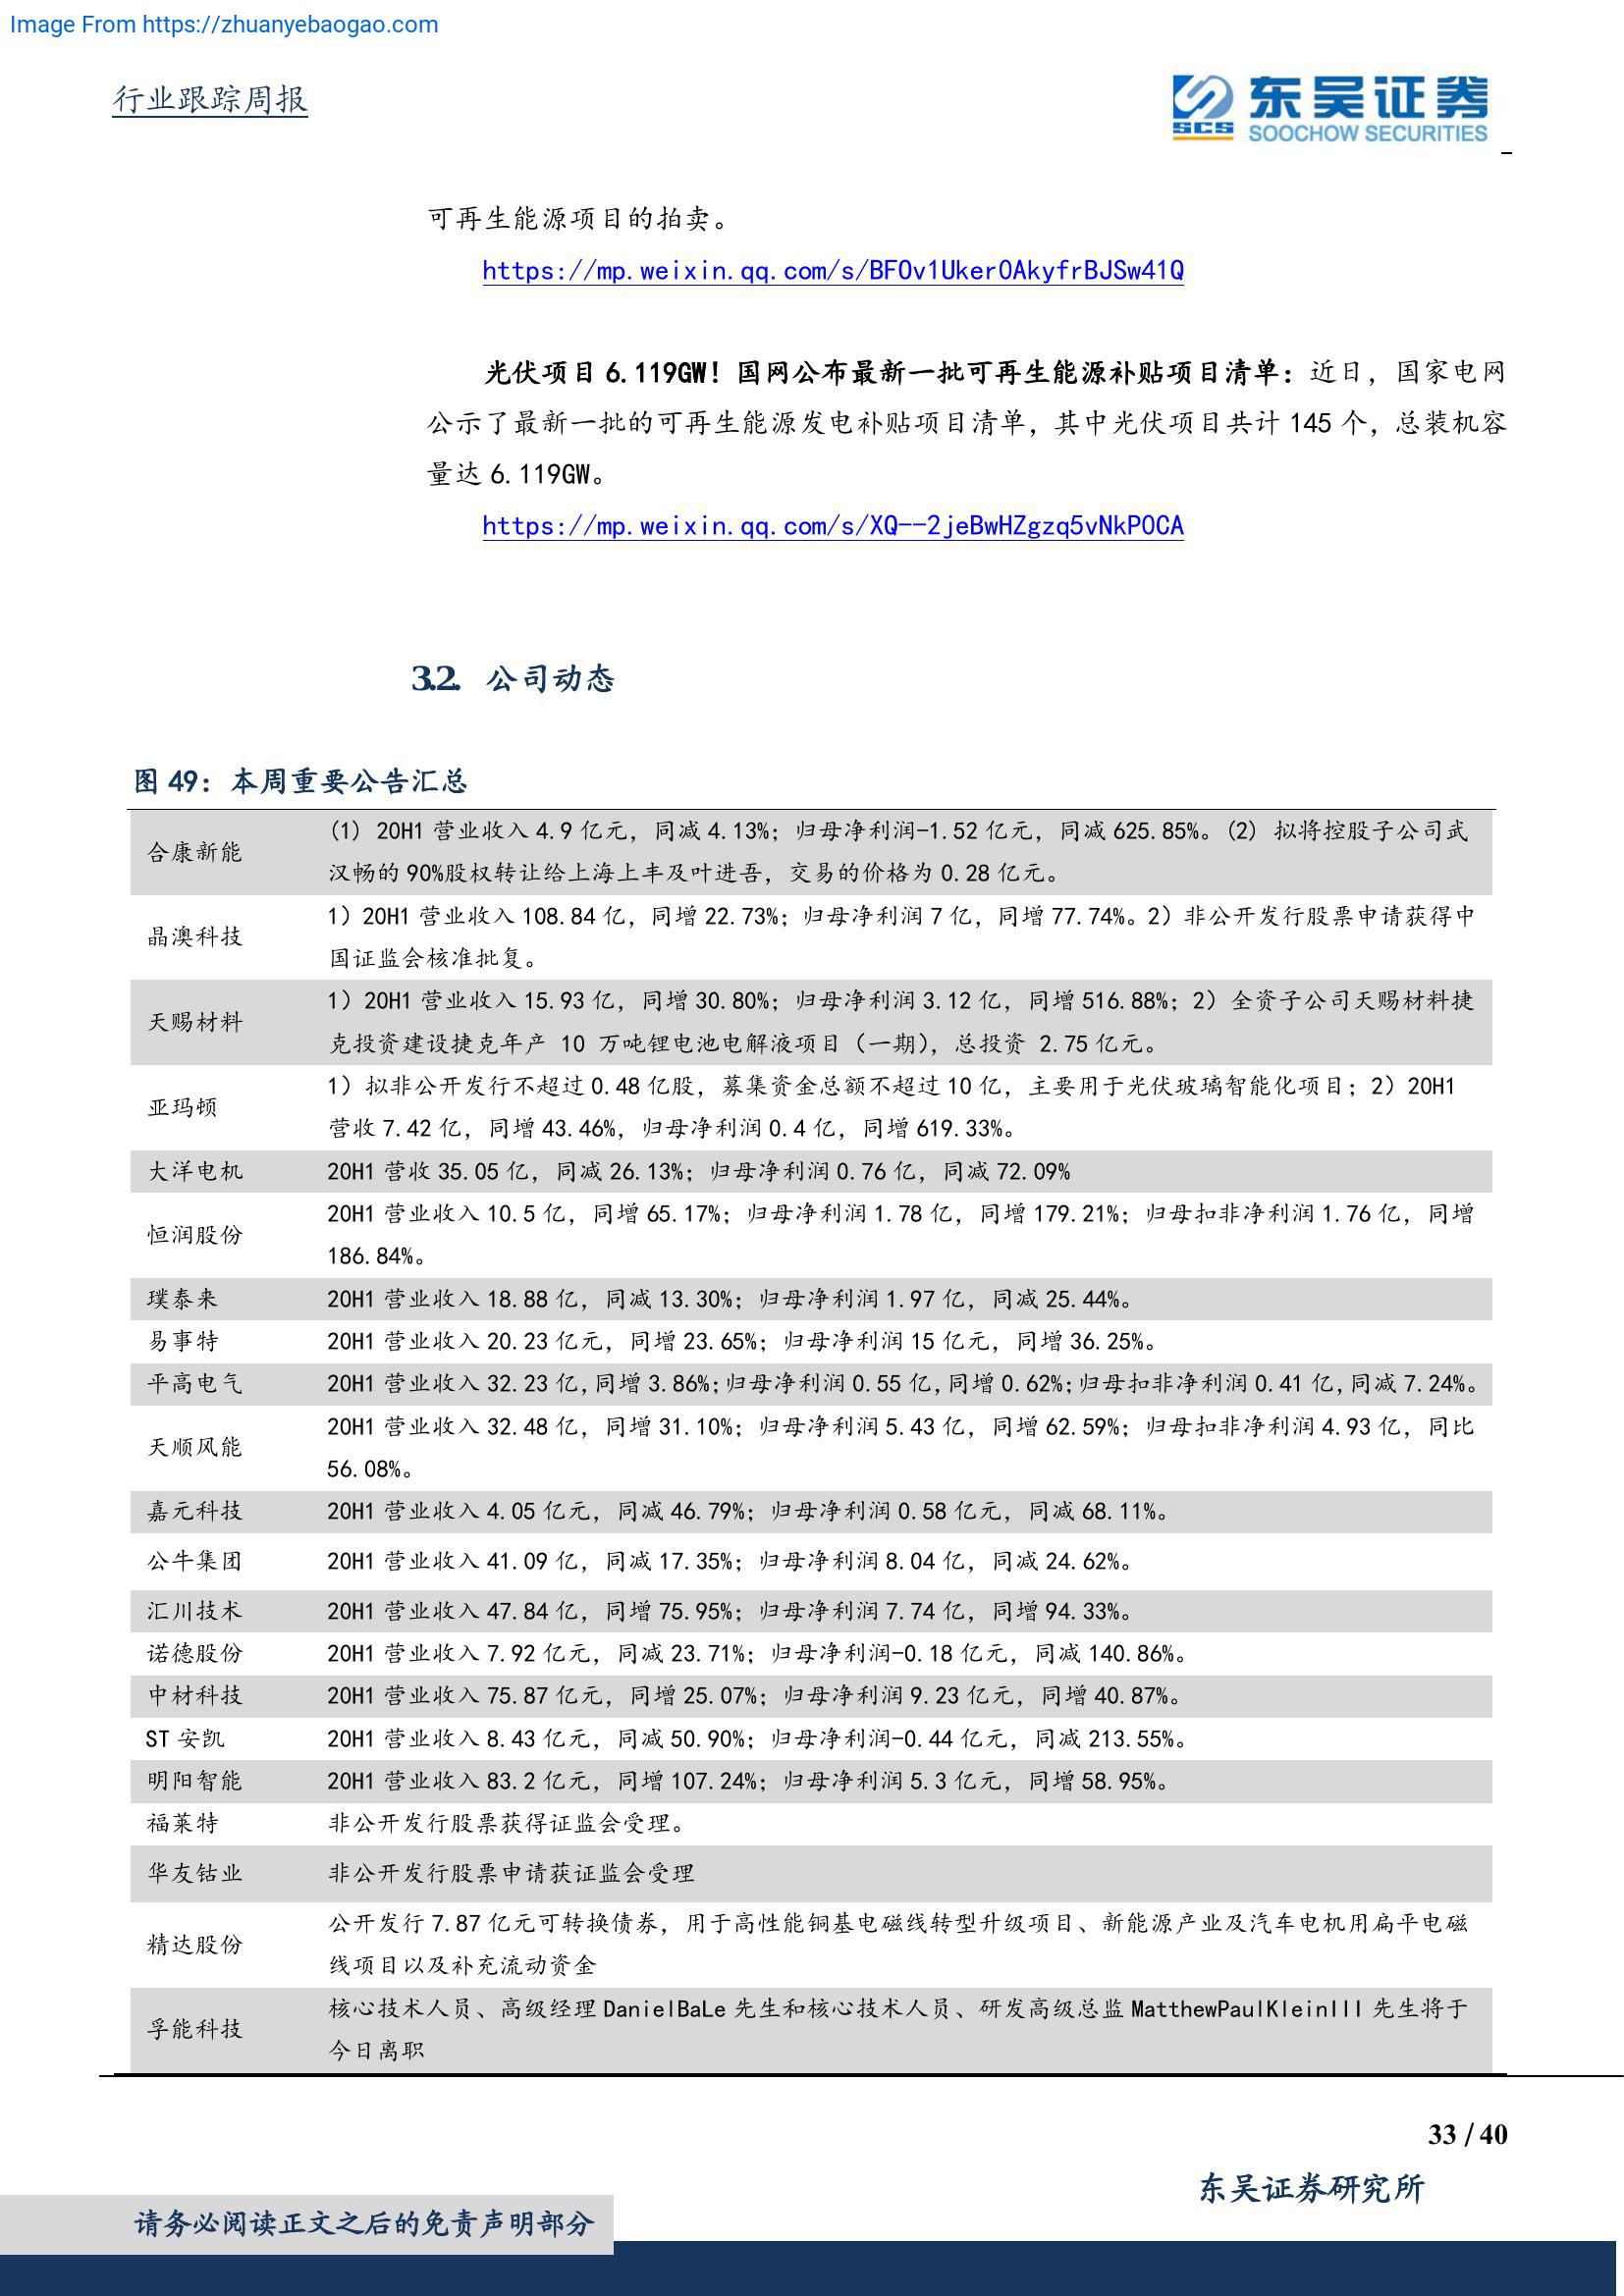 Image From https://zhuanyebaogao.com
行业跟踪周报
东吴证券
SCS
SOOCHOW SECURITIES
可再生能源项目的拍卖。
https://mp.weixin.qq.com/s/BFOv1Uker0AkyfrBJSw41Q
光伏项目 6.119GW！国网公布最新一批可再生能源补贴项目清单：近日，国家电网
公示了最新一批的可再生能源发电补贴项目清单，其中光伏项目共计 145 个，总装机容
量达 6.119GW。
https://mp.weixin.qq.com/s/XQ--2jeBwHZgzq5vNkPOCA
3.2. 公司动态
图 49：本周重要公告汇总
合康新能
(1) 20H1 营业收入 4.9 亿元，同减 4.13%；归母净利润-1.52 亿元，同减 625.85%。(2) 拟将控股子公司武
汉畅的 90%股权转让给上海上丰及叶进吾，交易的价格为 0.28 亿元。
晶澳科技
1）20H1 营业收入 108.84 亿，同增 22.73%；归母净利润 7 亿，同增 77.74%。2）非公开发行股票申请获得中
国证监会核准批复。
天赐材料
1）20H1 营业收入 15.93 亿，同增 30.80%；归母净利润 3.12 亿，同增 516.88%；2）全资子公司天赐材料捷
克投资建设捷克年产 10 万吨锂电池电解液项目（一期），总投资 2.75 亿元。
亚玛顿
1）拟非公开发行不超过 0.48 亿股，募集资金总额不超过 10 亿，主要用于光伏玻璃智能化项目；2）20H1
营收 7.42 亿，同增 43.46%，归母净利润 0.4 亿，同增 619.33%。
大洋电机 20H1 营收 35.05 亿，同减 26.13%；归母净利润 0.76 亿，同减 72.09%
恒润股份
20H1 营业收入 10.5 亿，同增 65.17%；归母净利润 1.78 亿，同增 179.21%；归母扣非净利润 1.76 亿，同增
186.84%。
璞泰来 20H1 营业收入 18.88 亿，同减 13.30%；归母净利润 1.97 亿，同减 25.44%。
易事特 20H1 营业收入 20.23 亿元，同增 23.65%；归母净利润 15 亿元，同增 36.25%。
平高电气 20H1 营业收入 32.23 亿,同增 3.86%;归母净利润 0.55 亿,同增 0.62%;归母扣非净利润 0.41 亿,同减 7.24%。
天顺风能
20H1 营业收入 32.48 亿，同增 31.10%；归母净利润 5.43 亿，同增 62.59%；归母扣非净利润 4.93 亿，同比
56.08%。
嘉元科技 20H1 营业收入 4.05 亿元，同减 46.79%；归母净利润 0.58 亿元，同减 68.11%。
公牛集团 20H1 营业收入 41.09 亿，同减 17.35%；归母净利润 8.04 亿，同减 24.62%。
汇川技术 20H1 营业收入 47.84 亿，同增 75.95%；归母净利润 7.74 亿，同增 94.33%。
诺德股份 20H1 营业收入 7.92 亿元，同减 23.71%；归母净利润-0.18 亿元，同减 140.86%。
中材科技 20H1 营业收入 75.87 亿元，同增 25.07%；归母净利润 9.23 亿元，同增 40.87%。
ST 安凯 20H1 营业收入 8.43 亿元，同减 50.90%；归母净利润-0.44 亿元，同减 213.55%。
明阳智能 20H1 营业收入 83.2 亿元，同增 107.24%；归母净利润 5.3 亿元，同增 58.95%。
福莱特 非公开发行股票获得证监会受理。
华友钴业 非公开发行股票申请获证监会受理
精达股份
公开发行 7.87 亿元可转换债券，用于高性能铜基电磁线转型升级项目、新能源产业及汽车电机用扁平电磁
线项目以及补充流动资金
孚能科技
核心技术人员、高级经理 DanielBaLe 先生和核心技术人员、研发高级总监 MatthewPaulKleinIII 先生将于
今日离职
33 / 40
东吴证券研究所
请务必阅读正文之后的免责声明部分